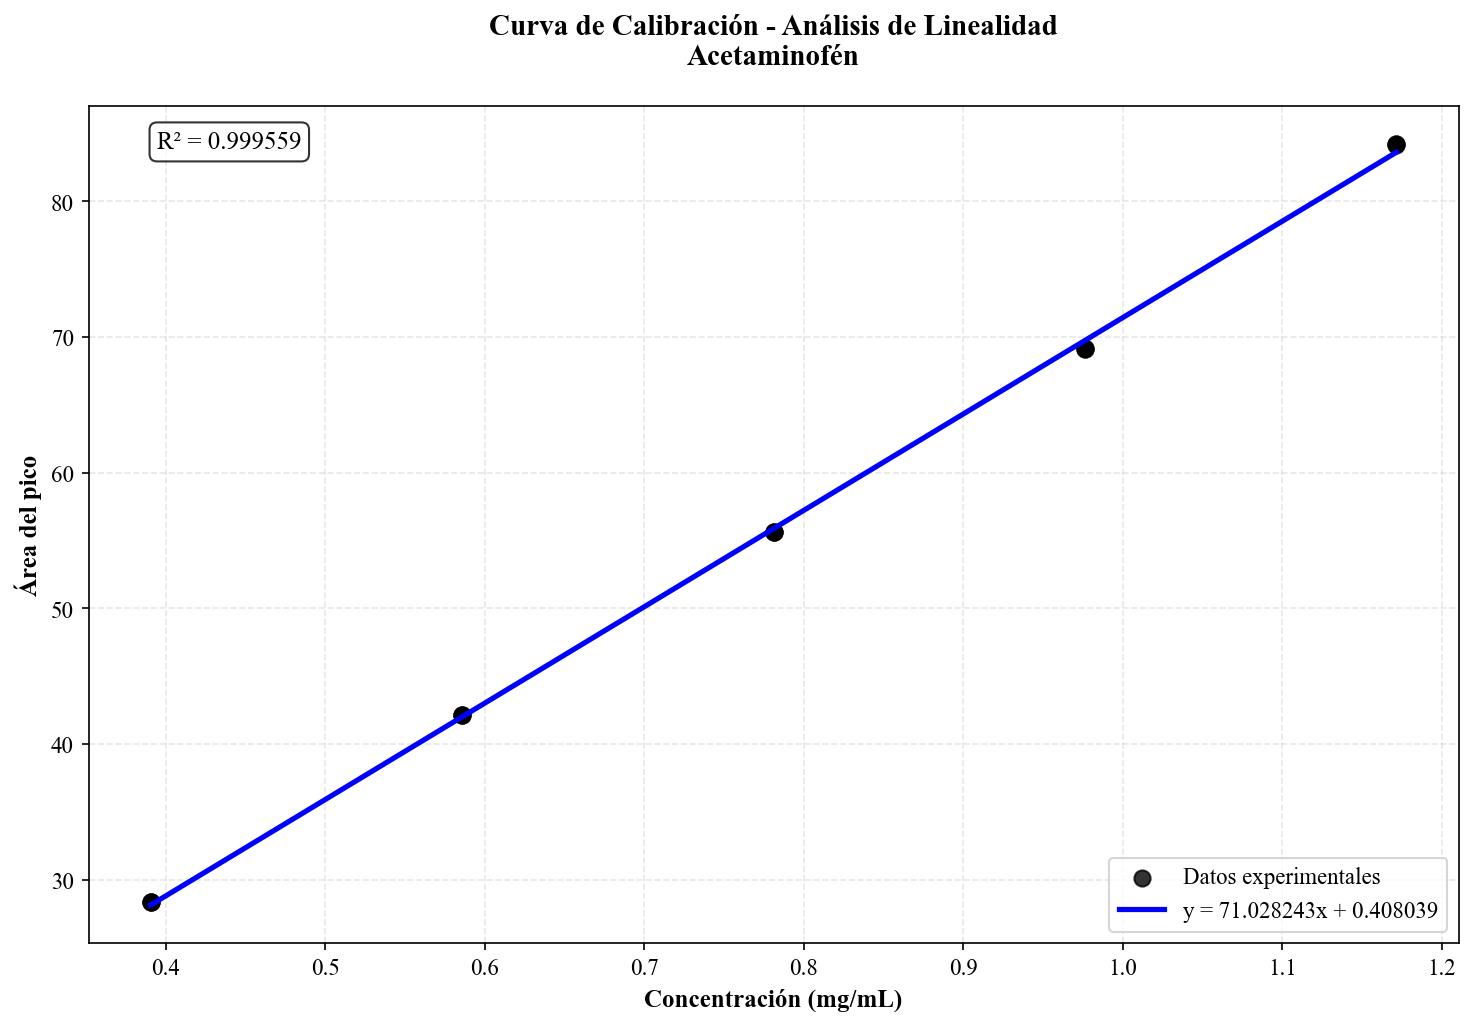 Curva de Calibración - Análisis de Linealidad
Acetaminofén
R² = 0.999559
80
70
60
50
40
30
Área del pico
Datos experimentales
y = 71.028243x + 0.408039
0.4 0.5 0.6 0.7 0.8 0.9 1.0 1.1 1.2
Concentración (mg/mL)